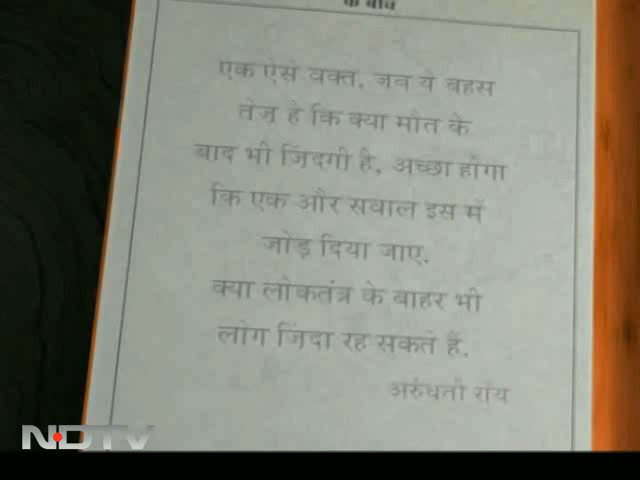 के बीच
एक ऐसे वक्त, जब ये बहस
तेज़ है कि क्या मौत के
बाद भी ज़िंदगी है, अच्छा होगा
कि एक और सवाल इस में
जोड़ दिया जाए.
क्या लोकतंत्र के बाहर भी
लोग ज़िंदा रह सकते हैं.
अरुंधती रॉय
NDTV